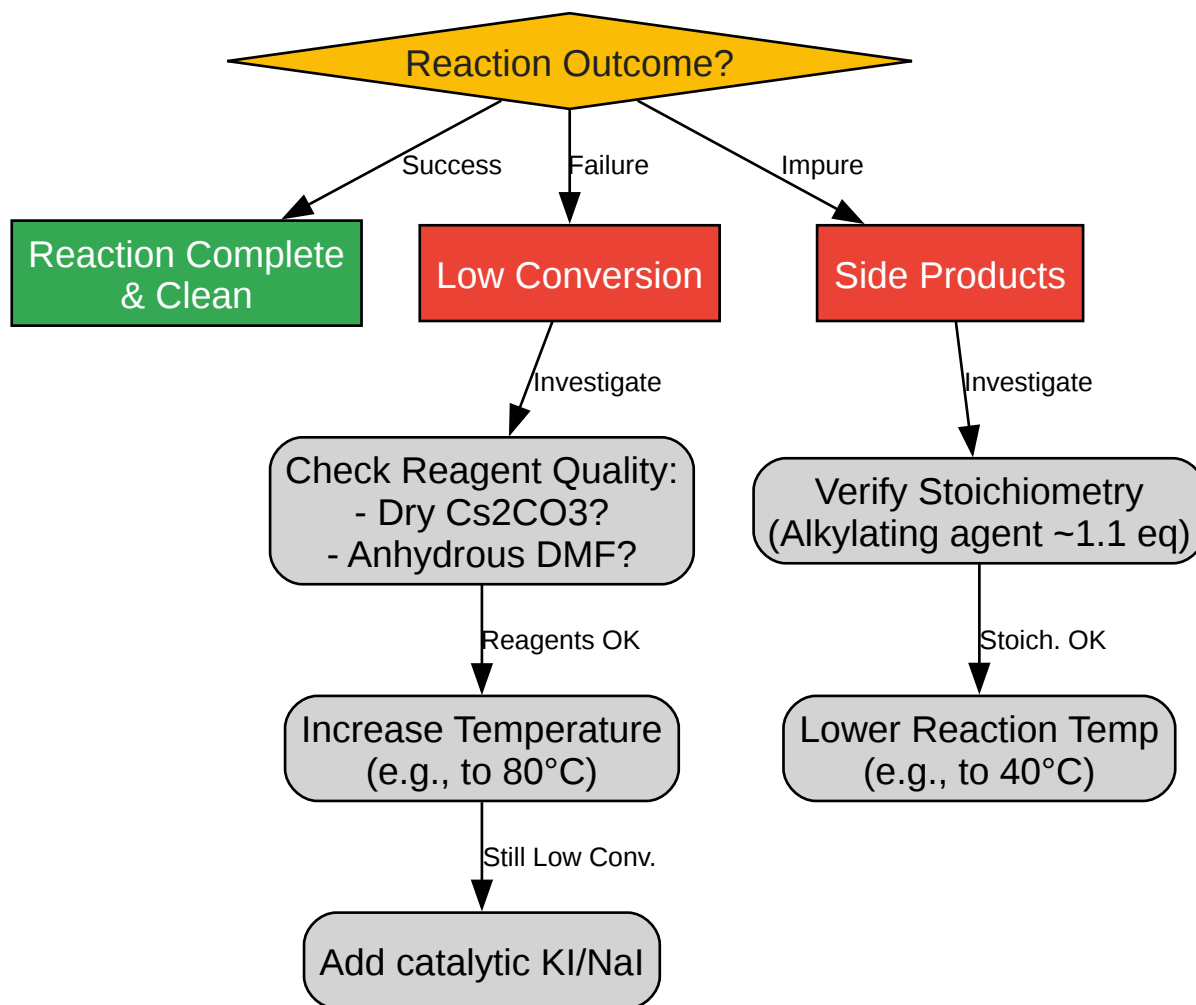 Reaction Outcome?
Success
Failure
Impure
Reaction Complete
& Clean
Low Conversion
Side Products
Investigate
Investigate
Check Reagent Quality:
- Dry Cs2CO3?
- Anhydrous DMF?
Verify Stoichiometry
(Alkylating agent ~1.1 eq)
Reagents OK
Stoich. OK
Increase Temperature
(e.g., to 80°C)
Lower Reaction Temp
(e.g., to 40°C)
Still Low Conv.
Add catalytic KI/NaI